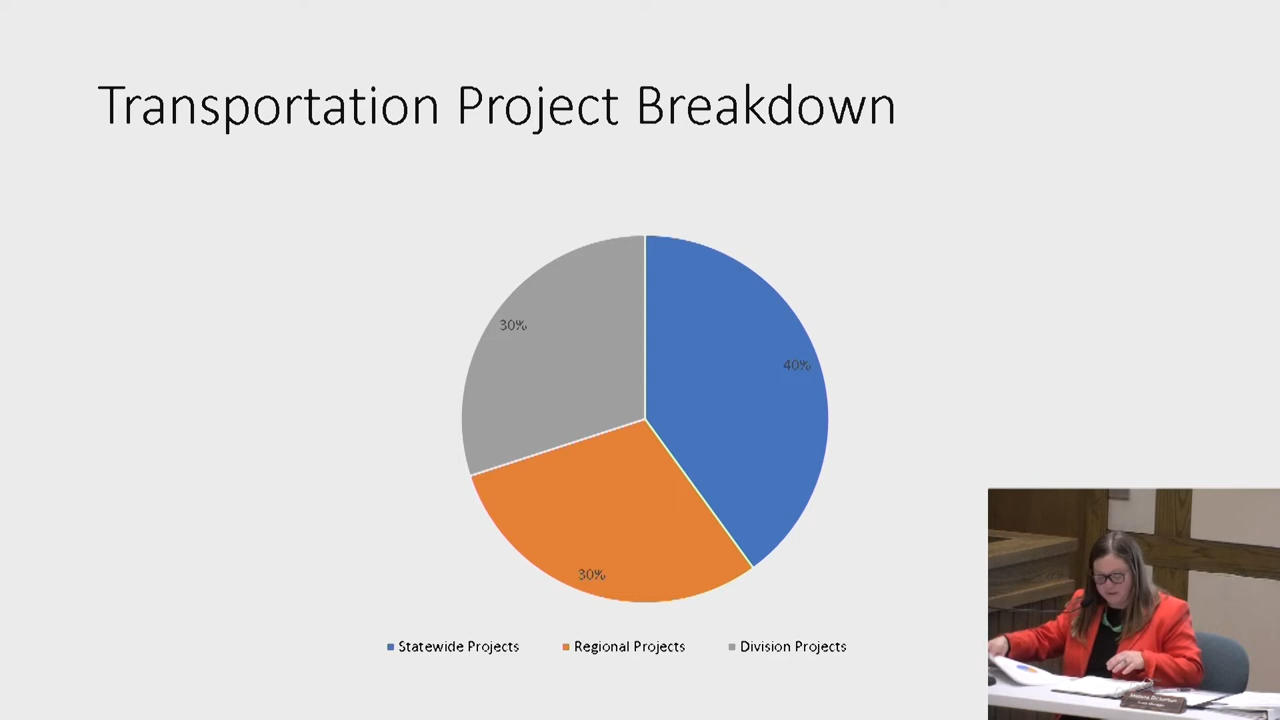 Transportation Project Breakdown
30%
40%
30%
Statewide Projects
Regional Projects
Division Projects